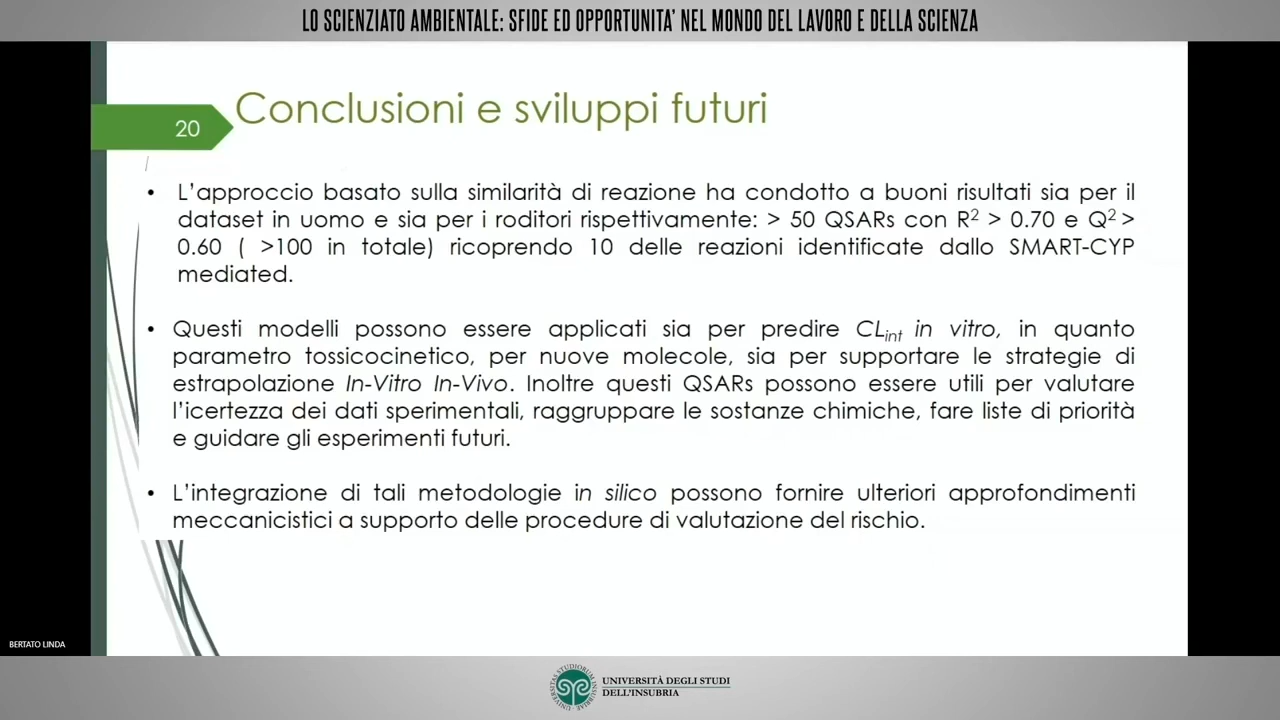 LO SCIENZIATO AMBIENTALE: SFIDE ED OPPORTUNITA' NEL MONDO DEL LAVORO E DELLA SCIENZA
20
Conclusioni e sviluppi futuri
• L'approccio basato sulla similarità di reazione ha condotto a buoni risultati sia per il
dataset in uomo e sia per i roditori rispettivamente: > 50 QSARs con R² > 0.70 e Q² >
0.60 ( >100 in totale) ricoprendo 10 delle reazioni identificate dallo SMART-CYP
mediated.
• Questi modelli possono essere applicati sia per predire CLint in vitro, in quanto
parametro tossicocinetico, per nuove molecole, sia per supportare le strategie di
estrapolazione In-Vitro In-Vivo. Inoltre questi QSARs possono essere utili per valutare
l'icertezza dei dati sperimentali, raggruppare le sostanze chimiche, fare liste di priorità
e guidare gli esperimenti futuri.
• L'integrazione di tali metodologie in silico possono fornire ulteriori approfondimenti
meccanicistici a supporto delle procedure di valutazione del rischio.
BERTATO LINDA
UNIVERSITÀ DEGLI STUDI
DELL'INSUBRIA